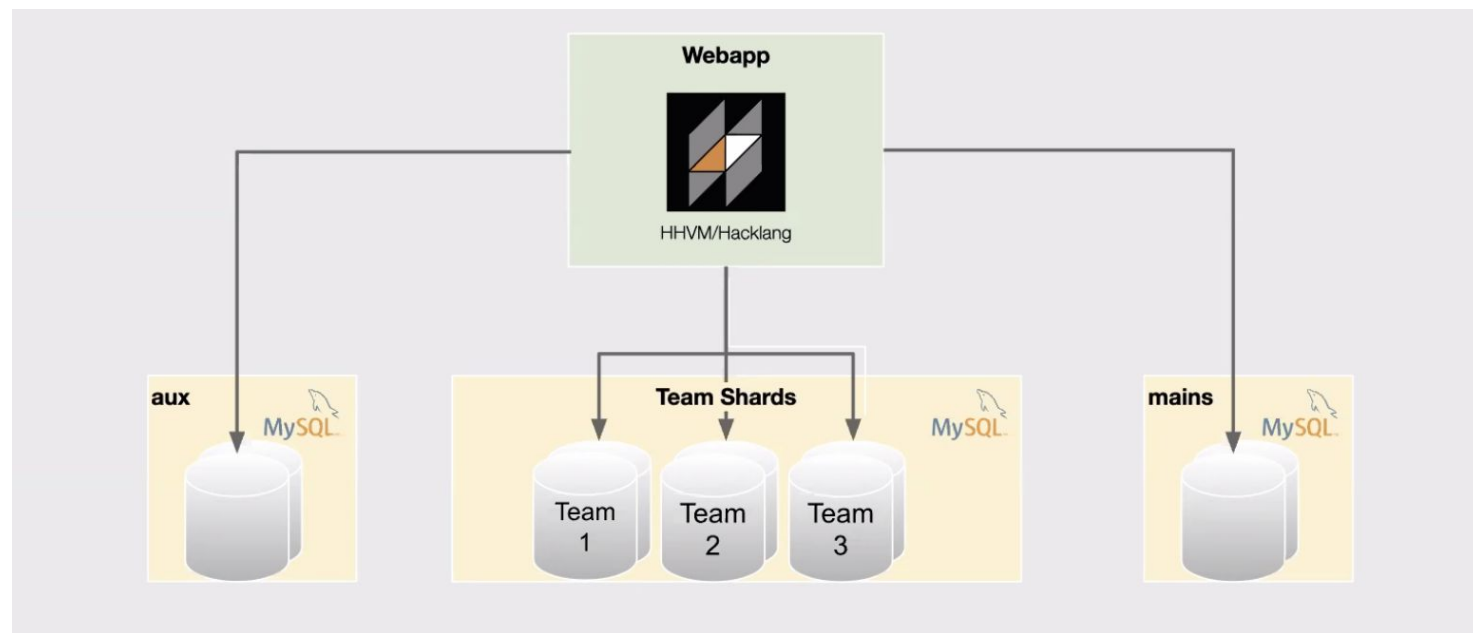 Webapp
HHVM/Hacklang
aux
MySQL
Team Shards
MySQL
mains
MySQL
Team
1
Team
2
Team
3